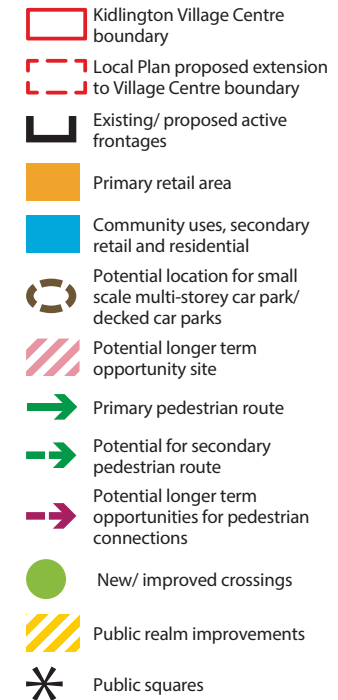 Kidlington Village Centre
boundary
Local Plan proposed extension
to Village Centre boundary
Existing/ proposed active
frontages
Primary retail area
Community uses, secondary
retail and residential
Potential location for small
scale multi-storey car park/
decked car parks
Potential longer term
opportunity site
Primary pedestrian route
Potential for secondary
pedestrian route
Potential longer term
opportunities for pedestrian
connections
New/ improved crossings
Public realm improvements
Public squares